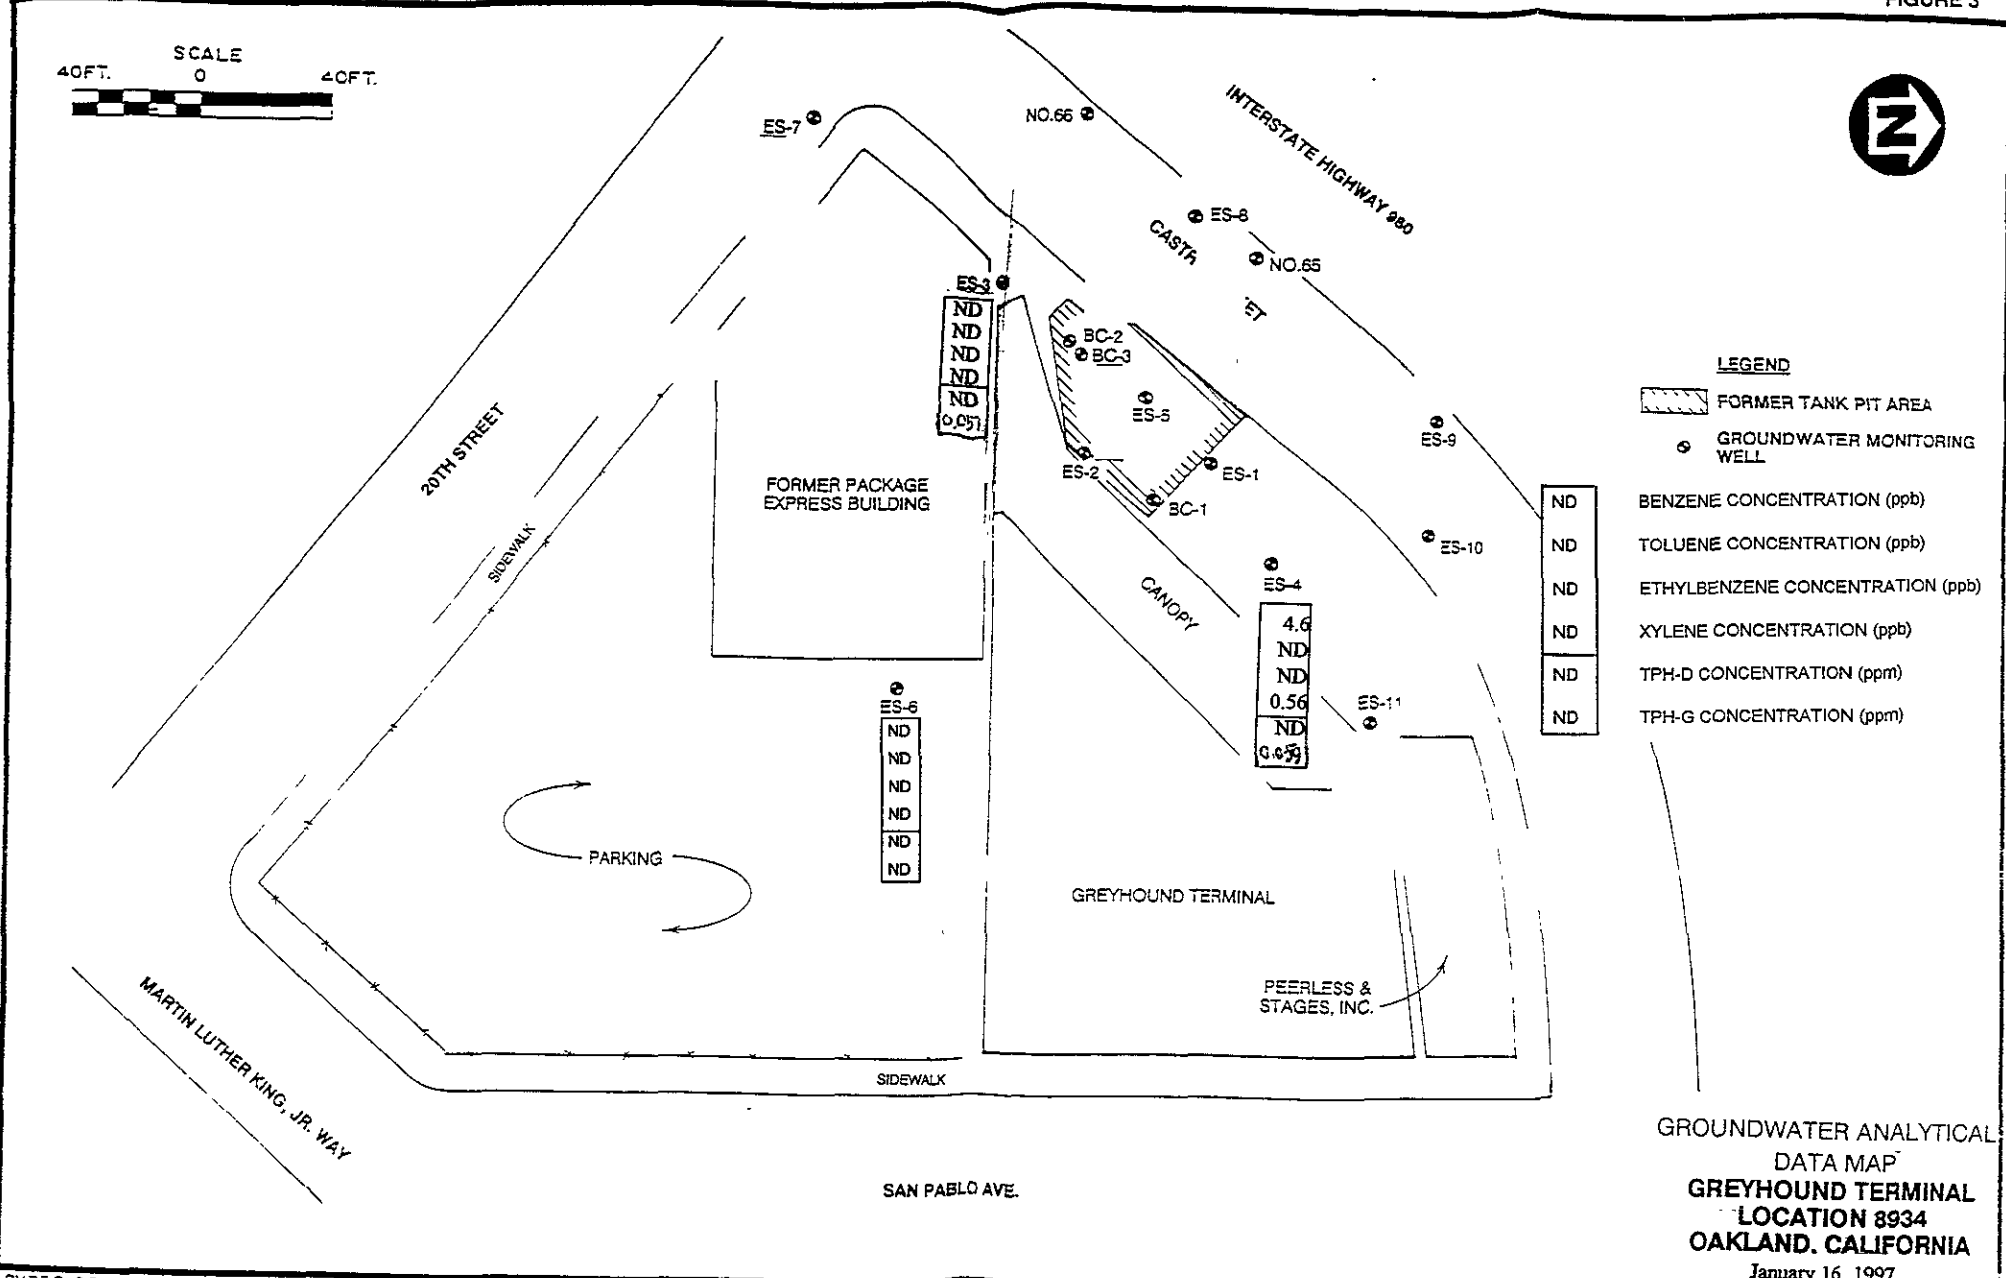 FIGURE 3
SCALE
40FT. 0 40FT.
N
ES-7
NO.66
INTERSTATE HIGHWAY 980
ES-8
NO.65
ES-3
ND
ND
ND
ND
ND
0.057
BC-2
BC-3
ES-5
ES-2
ES-1
BC-1
ES-9
ES-10
ES-4
4.6
ND
ND
0.56
ND
ES-11
20TH STREET
SIDEWALK
FORMER PACKAGE
EXPRESS BUILDING
CANOPY
ES-6
ND
ND
ND
ND
ND
ND
PARKING
GREYHOUND TERMINAL
PEERLESS &
STAGES, INC.
SIDEWALK
MARTIN LUTHER KING, JR. WAY
SAN PABLO AVE.
LEGEND
FORMER TANK PIT AREA
GROUNDWATER MONITORING
WELL
ND BENZENE CONCENTRATION (ppb)
ND TOLUENE CONCENTRATION (ppb)
ND ETHYLBENZENE CONCENTRATION (ppb)
ND XYLENE CONCENTRATION (ppb)
ND TPH-D CONCENTRATION (ppm)
ND TPH-G CONCENTRATION (ppm)
GROUNDWATER ANALYTICAL
DATA MAP
GREYHOUND TERMINAL
LOCATION 8934
OAKLAND, CALIFORNIA
January 16, 1997